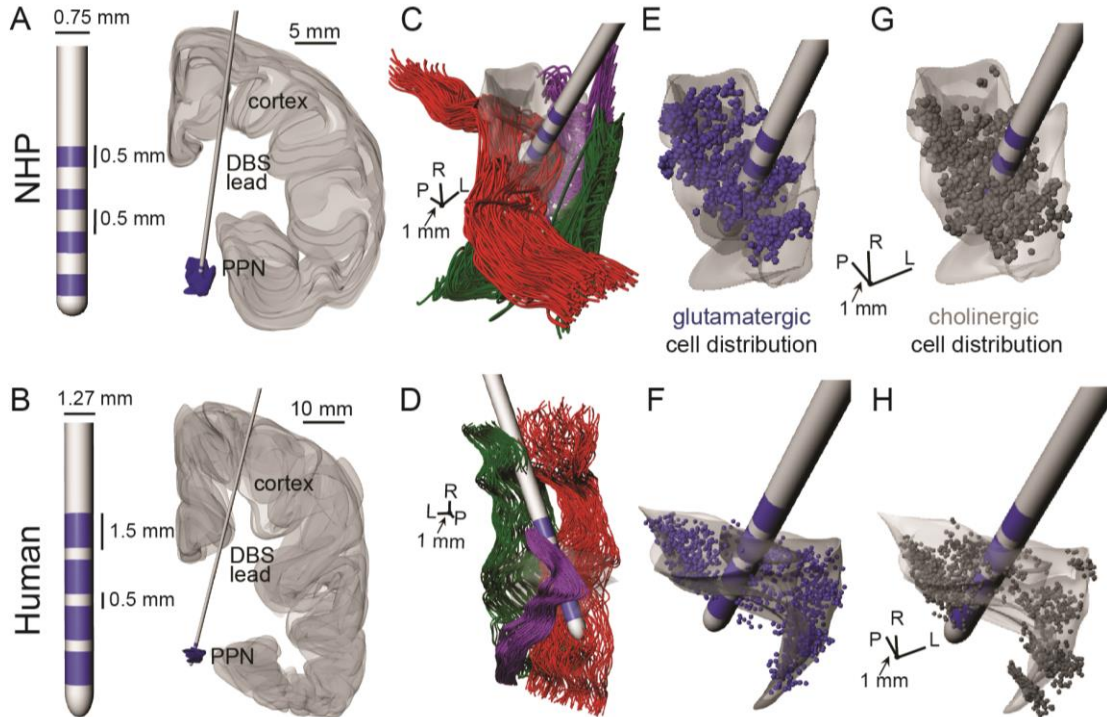 A
0.75 mm
NHP
0.5 mm
0.5 mm
5 mm
cortex
DBS
lead
PPN
C
P
R
L
1 mm
E
glutamatergic
cell distribution
G
P
R
L
1 mm
cholinergic
cell distribution
B
1.27 mm
Human
1.5 mm
0.5 mm
10 mm
cortex
DBS
lead
PPN
D
R
L
P
1 mm
F
H
P
R
L
1 mm